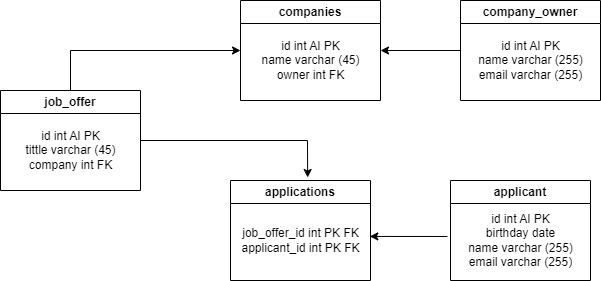 companies
id int AI PK
name varchar (45)
owner int FK
company_owner
id int AI PK
name varchar (255)
email varchar (255)
job_offer
id int AI PK
tittle varchar (45)
company int FK
applications
job_offer_id int PK FK
applicant_id int PK FK
applicant
id int AI PK
birthday date
name varchar (255)
email varchar (255)